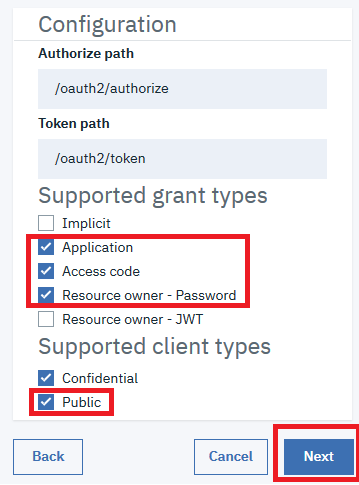 Configuration
Authorize path
/oauth2/authorize
Token path
/oauth2/token
Supported grant types
Implicit
Application
Access code
Resource owner - Password
Resource owner - JWT
Supported client types
Confidential
Public
Back
Cancel
Next